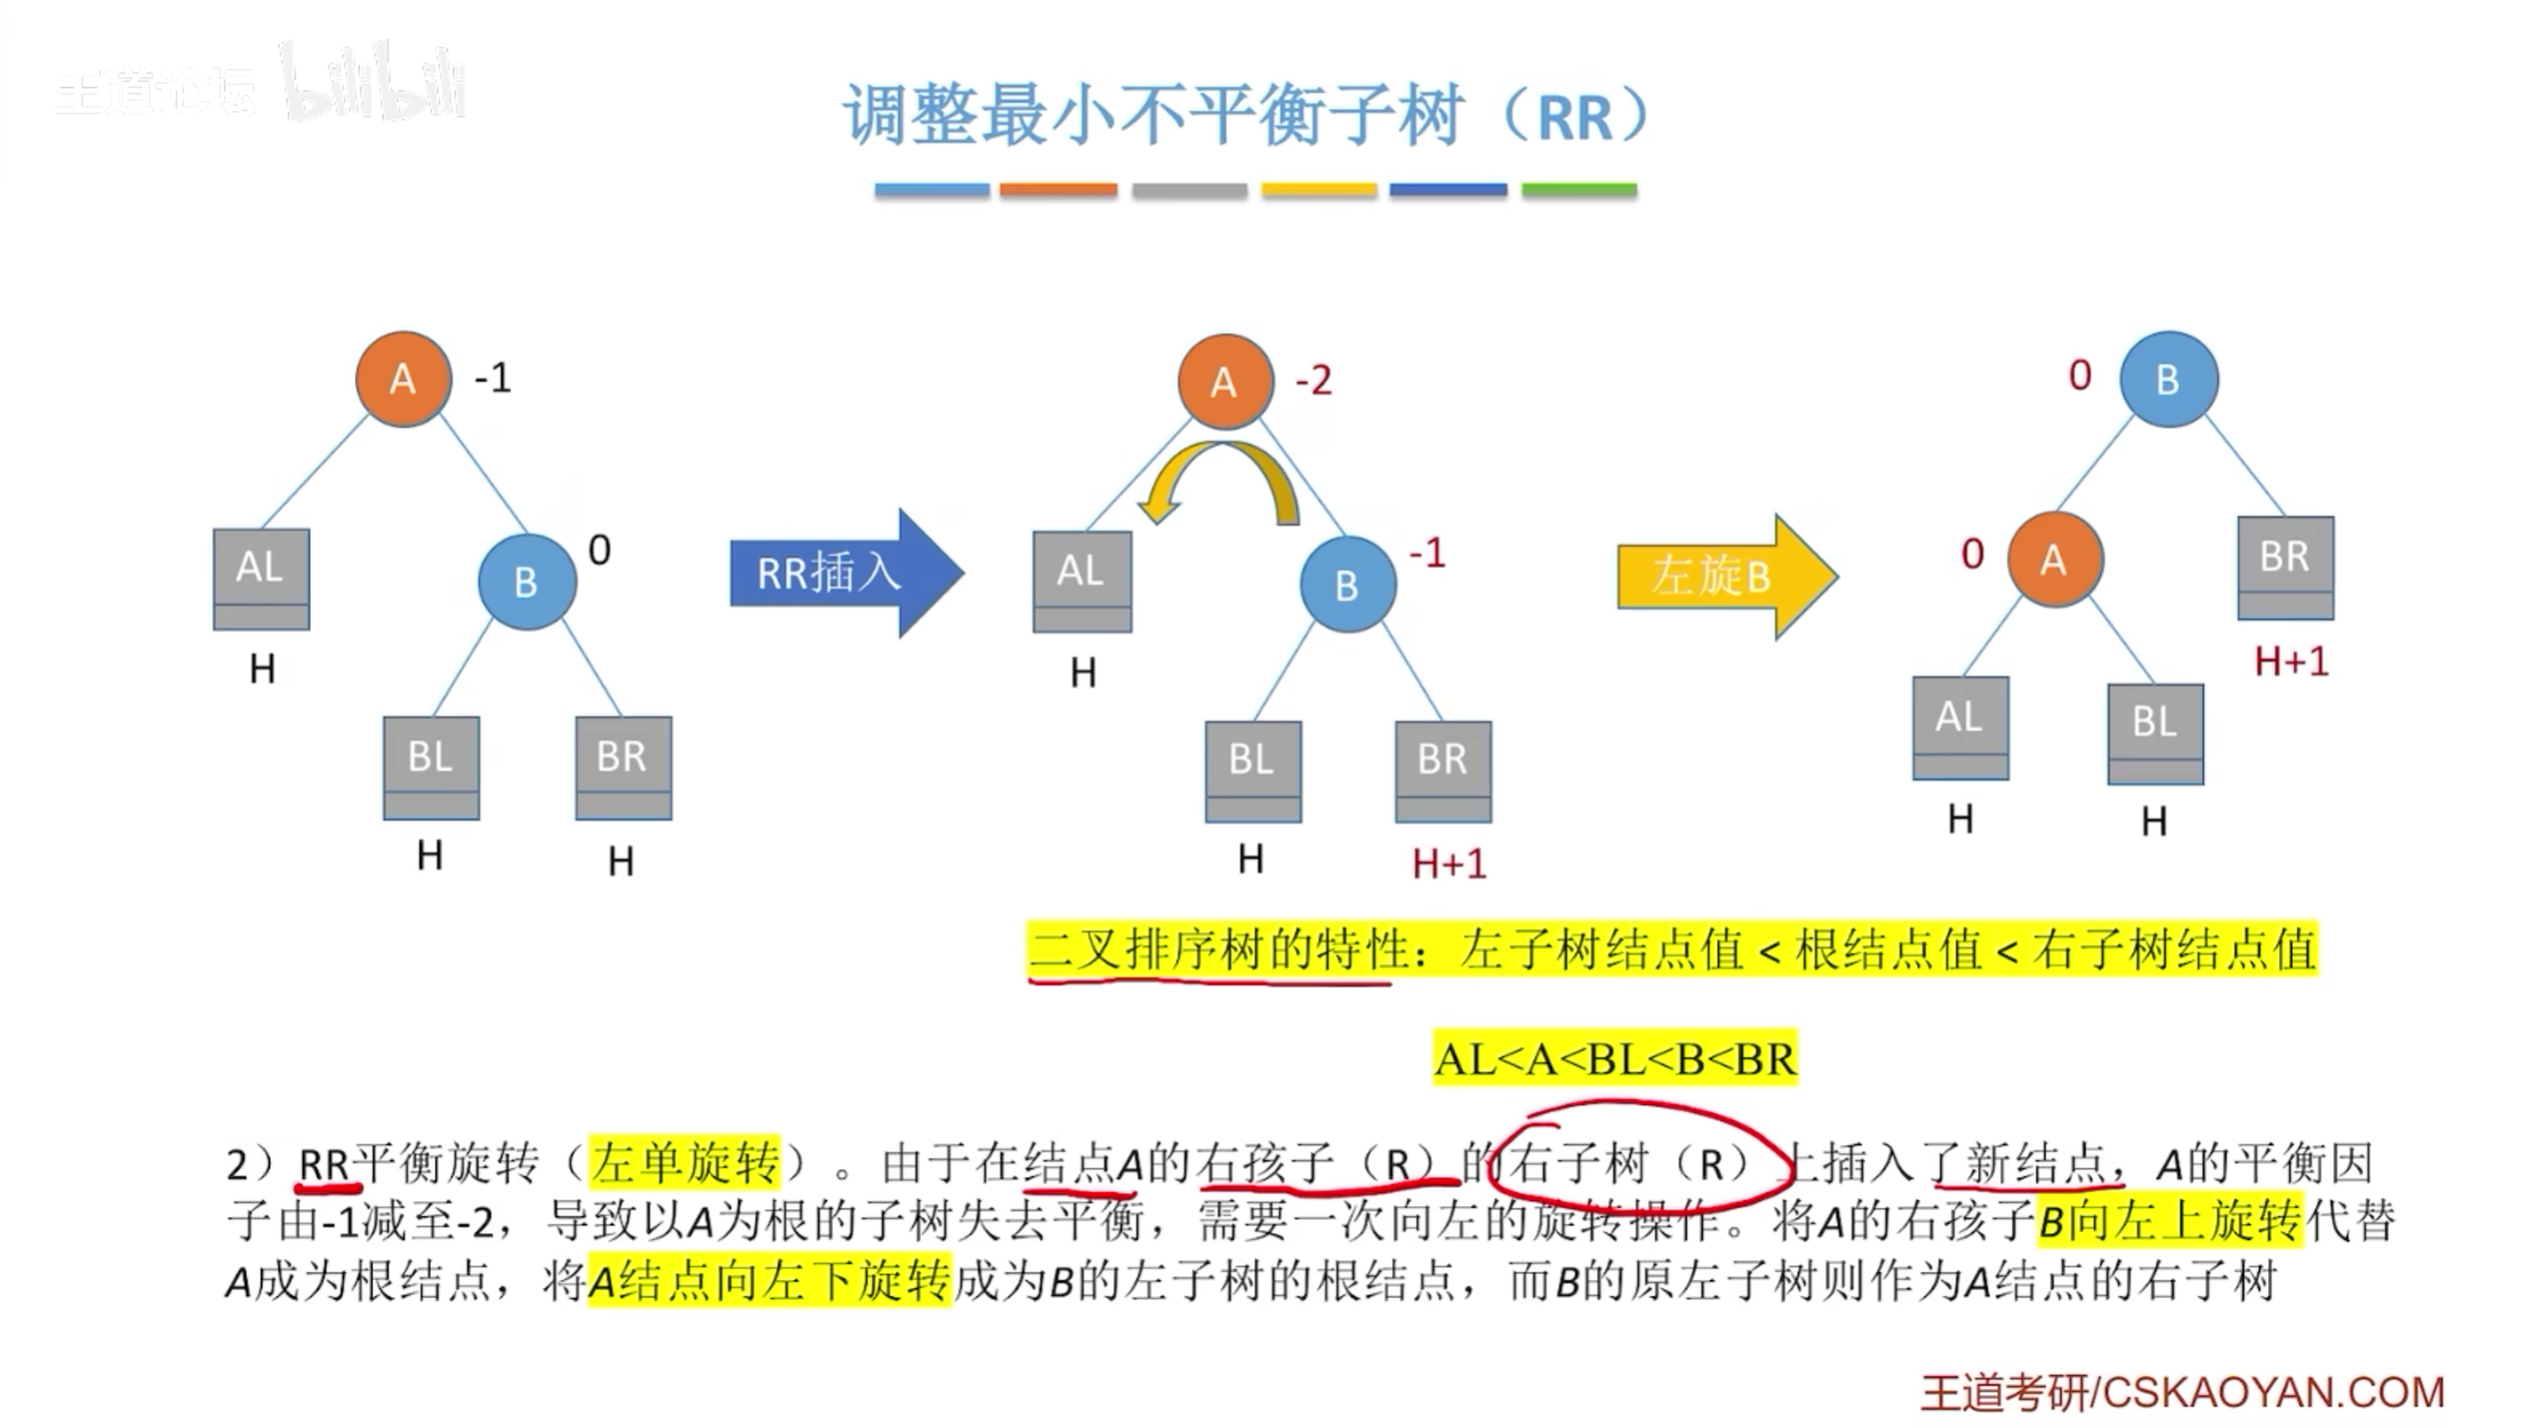 王道论坛 bilibili
调整最小不平衡子树（RR）
A -1
AL
H
B 0
BL
H
BR
H
RR插入
A -2
AL
H
B -1
BL
H
BR
H+1
左旋B
0 B
0 A
BR
H+1
AL
H
BL
H
二叉排序树的特性：左子树结点值 < 根结点值 < 右子树结点值
AL<A<BL<B<BR
2）RR平衡旋转（左单旋转）。由于在结点A的右孩子（R）的右子树（R）上插入了新结点，A的平衡因
子由-1减至-2，导致以A为根的子树失去平衡，需要一次向左的旋转操作。将A的右孩子B向左上旋转代替
A成为根结点，将A结点向左下旋转成为B的左子树的根结点，而B的原左子树则作为A结点的右子树
王道考研/CSKAOYAN.COM